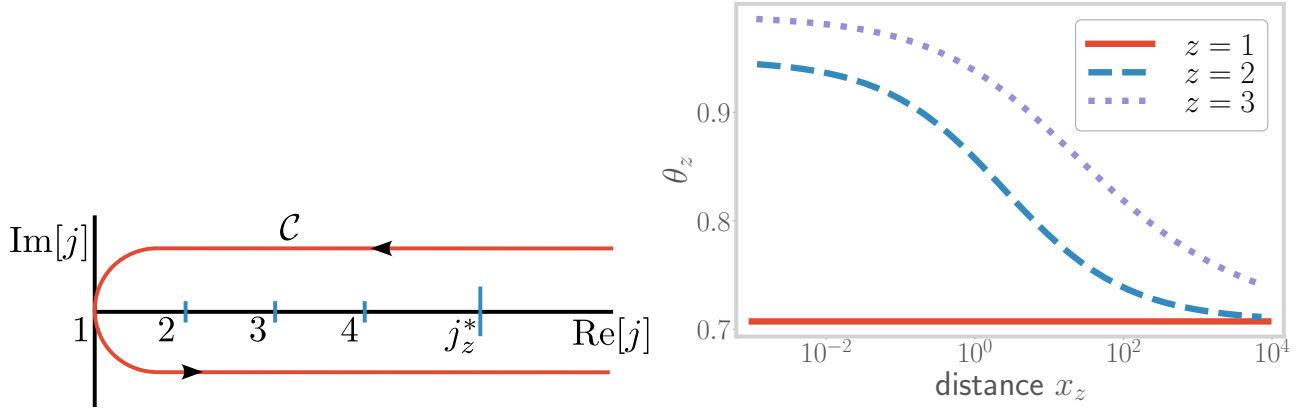 Im[j]
C
1
2
3
4
j*_z
Re[j]
θ_z
0.9
0.8
0.7
z = 1
z = 2
z = 3
10^{-2}
10^0
10^2
10^4
distance x_z